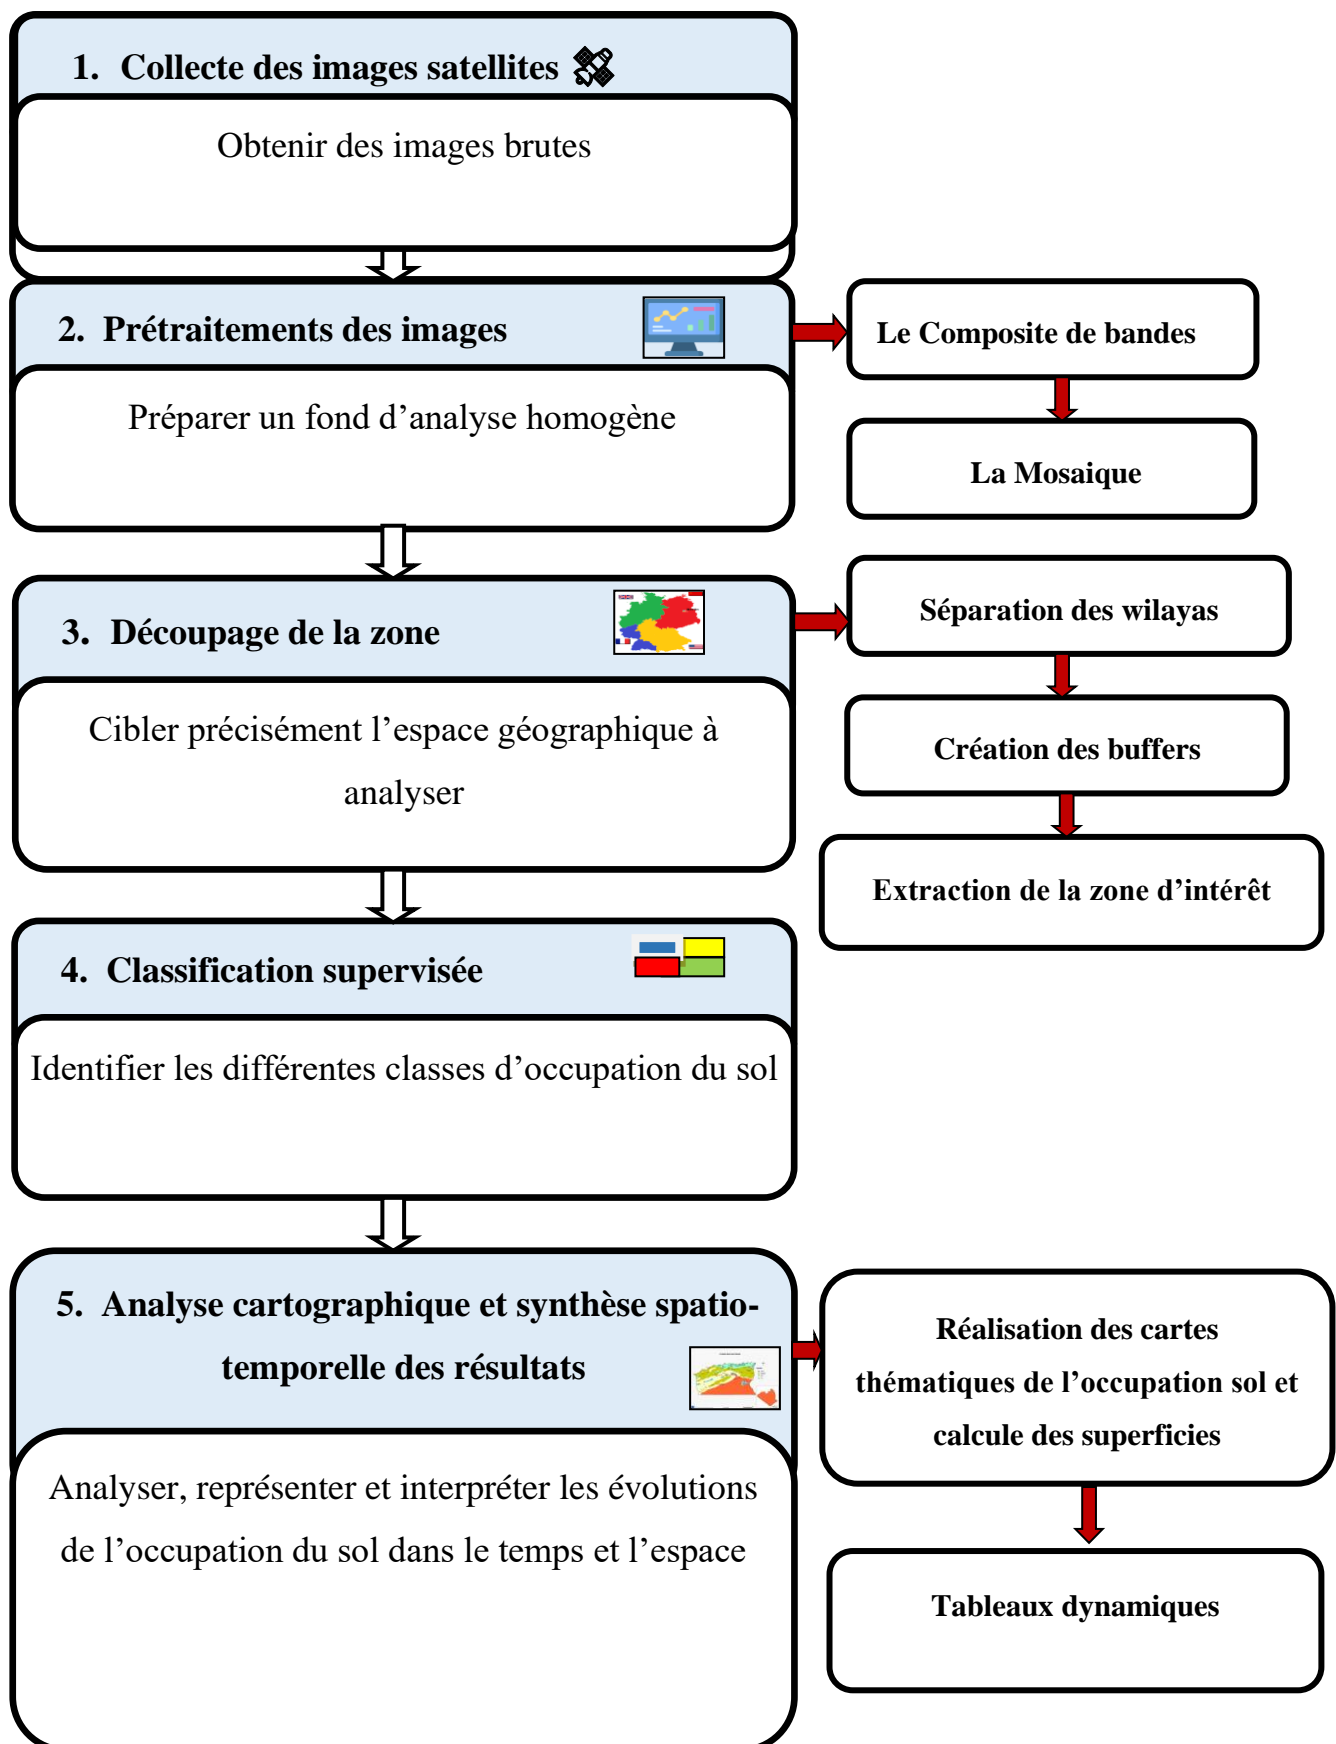 1. Collecte des images satellites
Obtenir des images brutes
2. Prétraitements des images
Préparer un fond d’analyse homogène
Le Composite de bandes
La Mosaique
3. Découpage de la zone
Cibler précisément l’espace géographique à
analyser
Séparation des wilayas
Création des buffers
Extraction de la zone d’intérêt
4. Classification supervisée
Identifier les différentes classes d’occupation du sol
5. Analyse cartographique et synthèse spatio-
temporelle des résultats
Analyser, représenter et interpréter les évolutions
de l’occupation du sol dans le temps et l’espace
Réalisation des cartes
thématiques de l’occupation sol et
calcule des superficies
Tableaux dynamiques